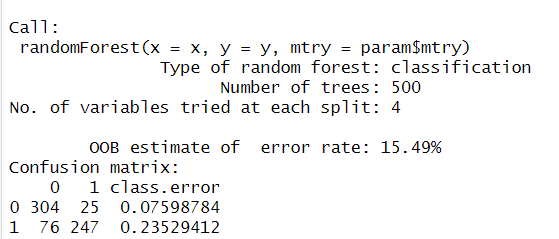 Call:
 randomForest(x = x, y = y, mtry = param$mtry)
               Type of random forest: classification
                     Number of trees: 500
No. of variables tried at each split: 4

        OOB estimate of  error rate: 15.49%
Confusion matrix:
    0   1 class.error
0 304  25  0.07598784
1  76 247  0.23529412